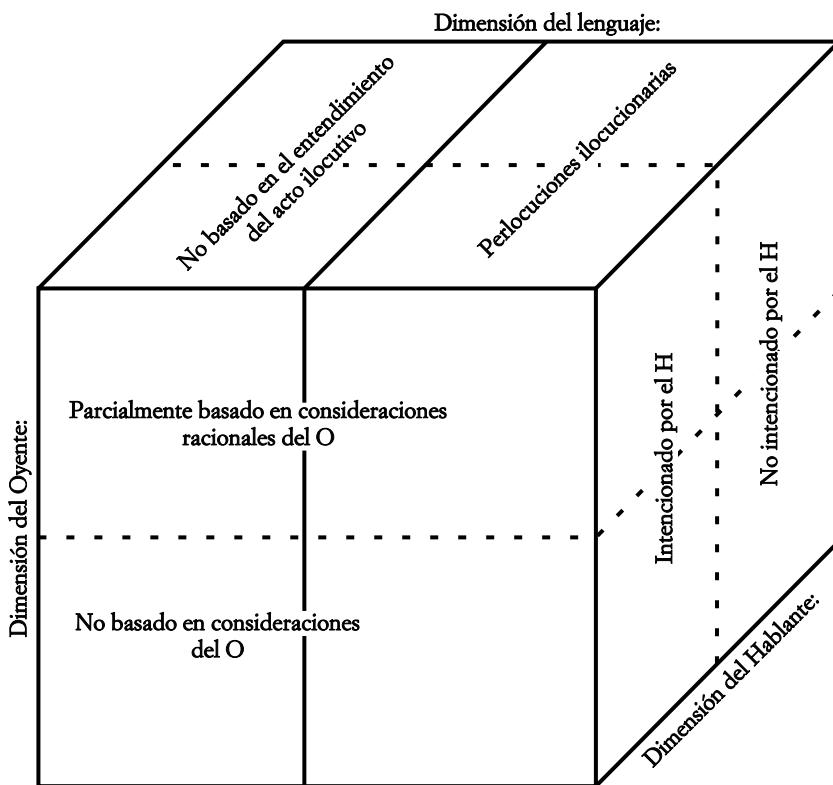 Dimensión del lenguaje:
No basado en el entendimiento
del acto ilocutivo
Perlocuciones ilocucionarias
Dimensión del Oyente:
Parcialmente basado en consideraciones
racionales del O
No basado en consideraciones
del O
Intencionado por el H
No intencionado por el H
Dimensión del Hablante: